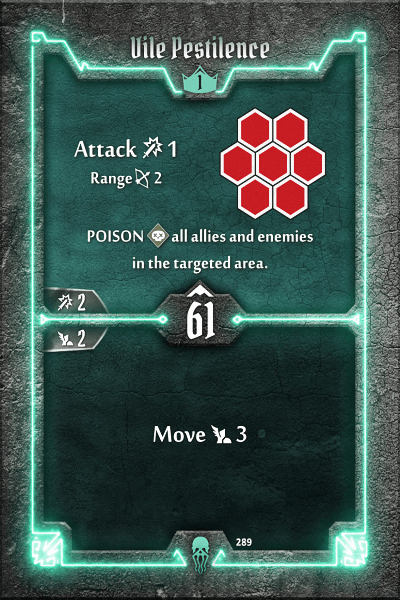 Vile Pestilence
1
Attack 1
Range 2
POISON all allies and enemies
in the targeted area.
2
61
2
Move 3
289